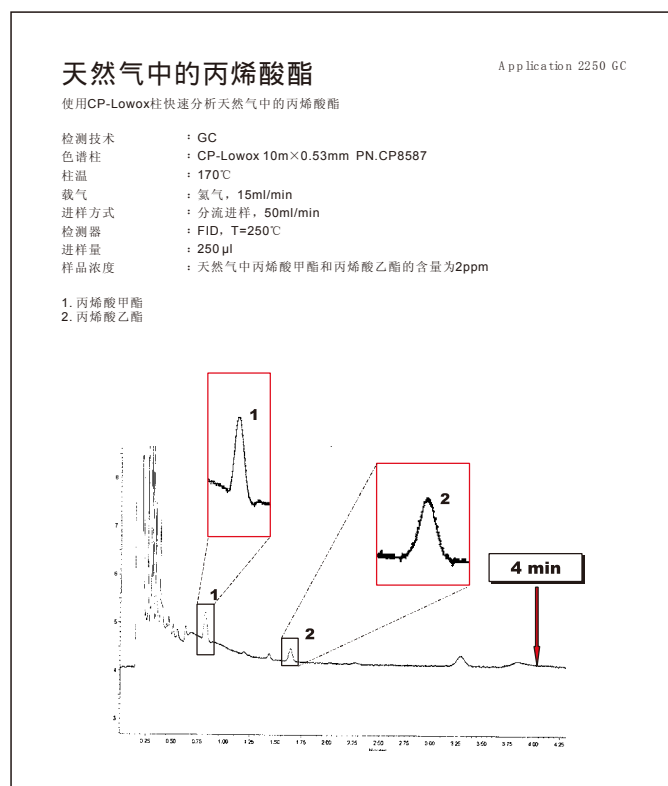 天然气中的丙烯酸酯
Application 2250 GC
使用CP-Lowox柱快速分析天然气中的丙烯酸酯
检测技术 : GC
色谱柱 : CP-Lowox 10m×0.53mm PN.CP8587
柱温 : 170℃
载气 : 氦气，15ml/min
进样方式 : 分流进样，50ml/min
检测器 : FID，T=250℃
进样量 : 250 µl
样品浓度 : 天然气中丙烯酸甲酯和丙烯酸乙酯的含量为2ppm
1. 丙烯酸甲酯
2. 丙烯酸乙酯
1
2
4 min
1
2
8
7
6
5
4
3
0.25 0.50 0.75 1.00 1.25 1.50 1.75 2.00 2.25 2.50 2.75 3.00 3.25 3.50 3.75 4.00 4.25